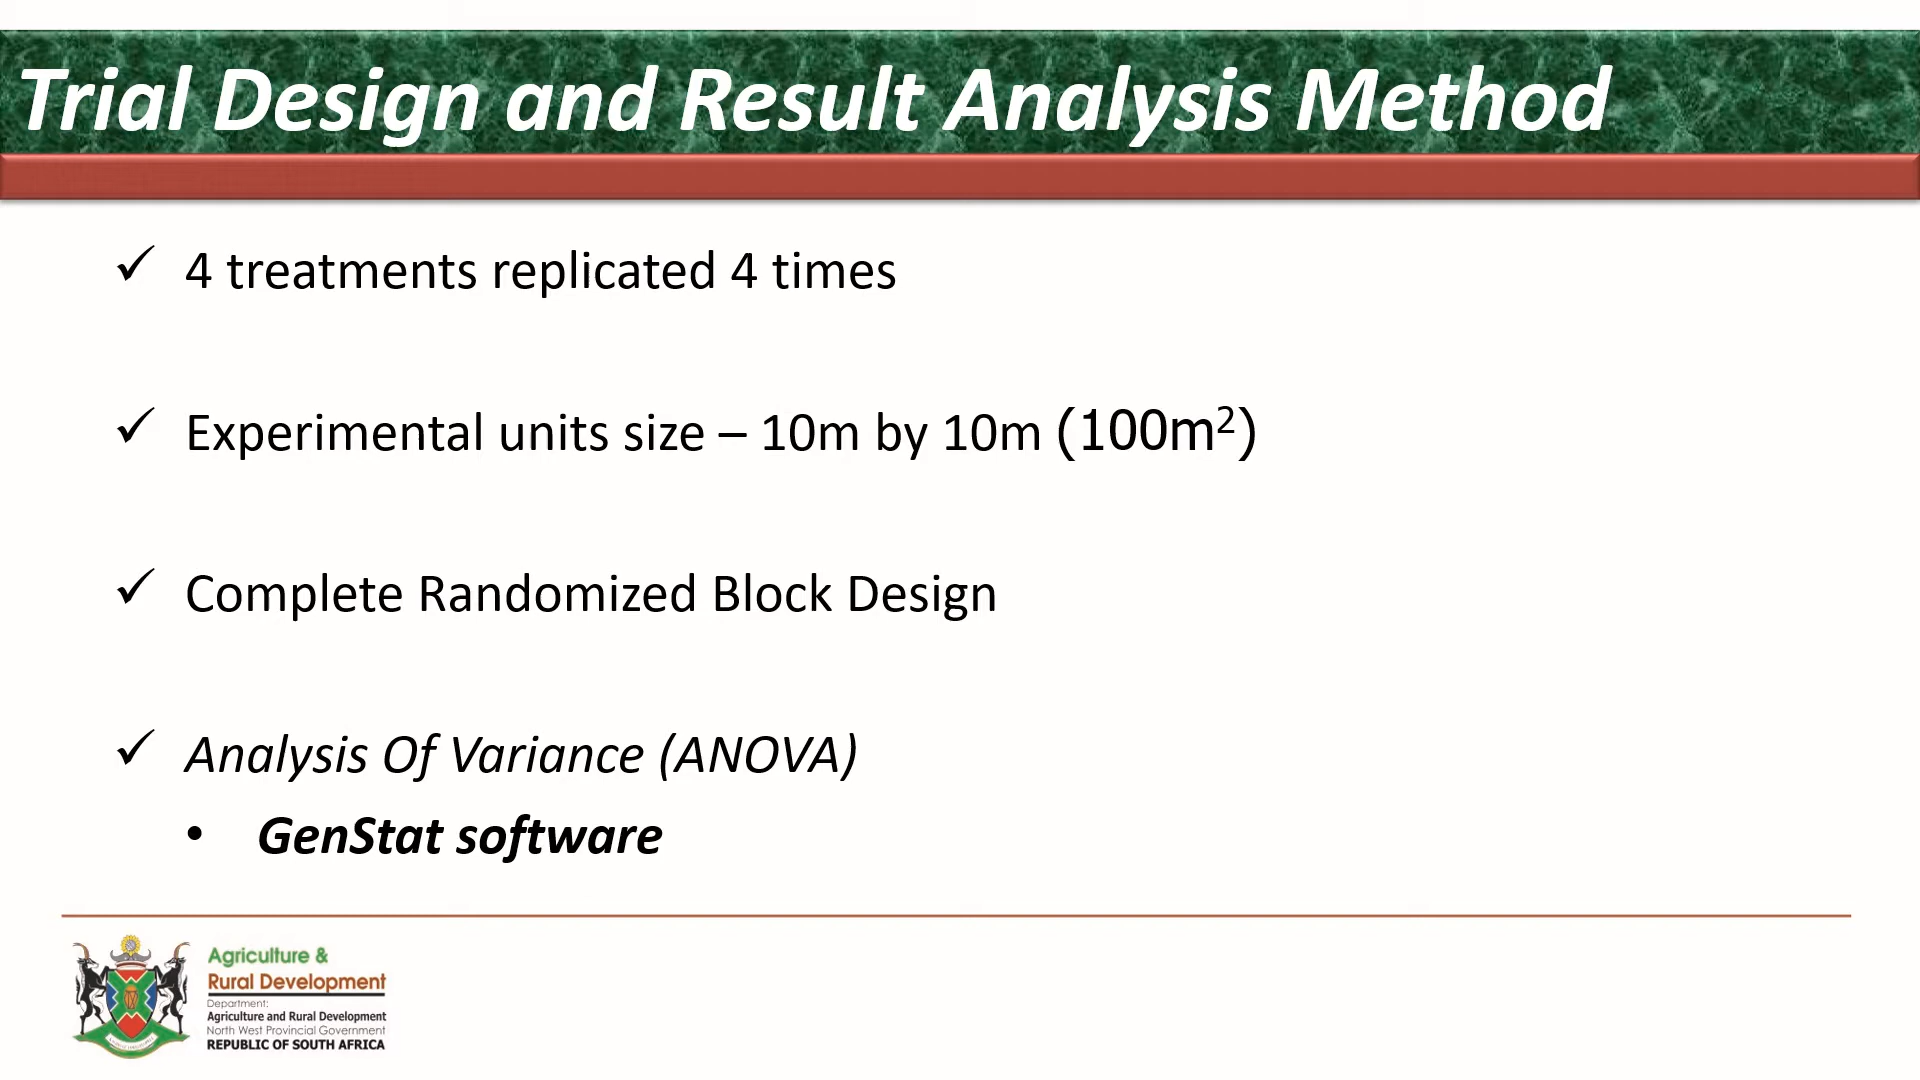 Trial Design and Result Analysis Method
✓ 4 treatments replicated 4 times
✓ Experimental units size – 10m by 10m (100m²)
✓ Complete Randomized Block Design
✓ Analysis Of Variance (ANOVA)
• GenStat software
Agriculture &
Rural Development
Department:
Agriculture and Rural Development
North West Provincial Government
REPUBLIC OF SOUTH AFRICA